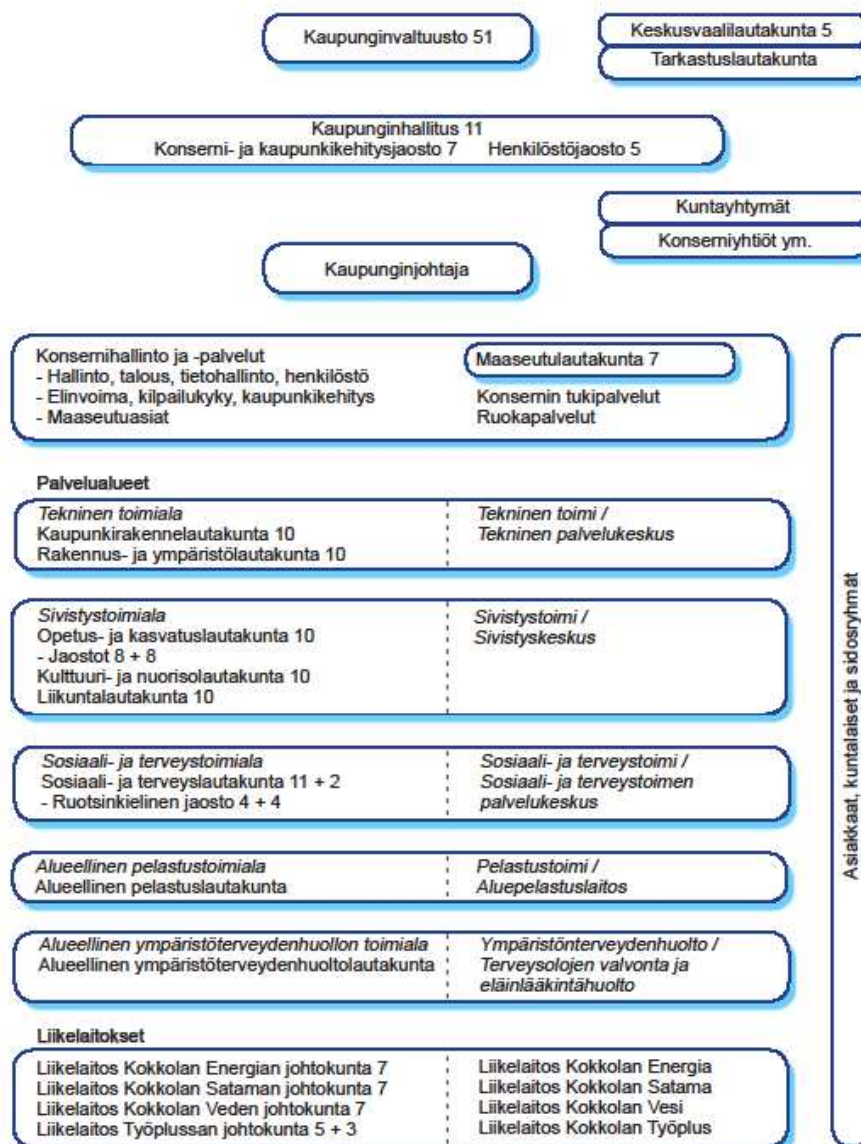 Kaupunginvaltuusto 51
Keskusvaalilautakunta 5
Tarkastuslautakunta
Kaupunginhallitus 11
Konserni- ja kaupunkikehitysjaosto 7 Henkilöstöjaosto 5
Kuntayhtymät
Konserniyhtiöt ym.
Kaupunginjohtaja
Konsernihallinto ja -palvelut
- Hallinto, talous, tietohallinto, henkilöstö
- Elinvoima, kilpailukyky, kaupunkikehitys
- Maaseutuasiat
Maaseutulautakunta 7
Konsernin tukipalvelut
Ruokapalvelut
Palvelualueet
Tekninen toimiala
Kaupunkirakennelautakunta 10
Rakennus- ja ympäristölautakunta 10
Tekninen toimi /
Tekninen palvelukeskus
Sivistystoimiala
Opetus- ja kasvatuslautakunta 10
- Jaostot 8 + 8
Kulttuuri- ja nuorisolautakunta 10
Liikuntalautakunta 10
Sivistystoimi /
Sivistyskeskus
Sosiaali- ja terveystoimiala
Sosiaali- ja terveyslautakunta 11 + 2
- Ruotsinkielinen jaosto 4 + 4
Sosiaali- ja terveystoimi /
Sosiaali- ja terveystoimen
palvelukeskus
Alueellinen pelastustoimiala
Alueellinen pelastuslautakunta
Pelastustoimi /
Aluepelastuslaitos
Alueellinen ympäristöterveydenhuollon toimiala
Alueellinen ympäristöterveydenhuoltolautakunta
Ympäristönterveydenhuolto /
Terveysolojen valvonta ja
eläinlääkintähuolto
Liikelaitokset
Liikelaitos Kokkolan Energian johtokunta 7
Liikelaitos Kokkolan Sataman johtokunta 7
Liikelaitos Kokkolan Veden johtokunta 7
Liikelaitos Työplussan johtokunta 5 + 3
Liikelaitos Kokkolan Energia
Liikelaitos Kokkolan Satama
Liikelaitos Kokkolan Vesi
Liikelaitos Kokkolan Työplus
Asiakkaat, kuntalaiset ja sidosryhmät